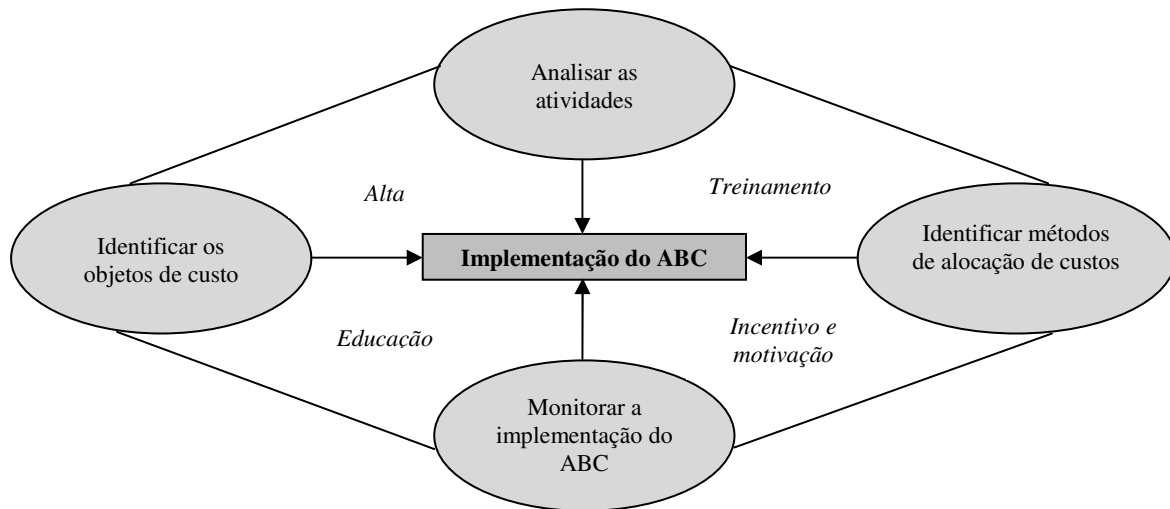 Analisar as
atividades
Alta
Treinamento
Identificar os
objetos de custo
Implementação do ABC
Identificar métodos
de alocação de custos
Educação
Incentivo e
motivação
Monitorar a
implementação do
ABC